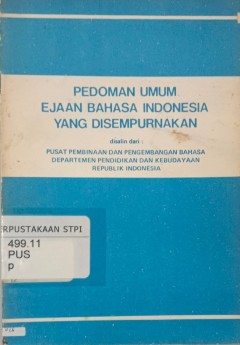 PEDOMAN UMUM
EJAAN BAHASA INDONESIA
YANG DISEMPURNAKAN
disalin dari :
PUSAT PEMBINAAN DAN PENGEMBANGAN BAHASA
DEPARTEMEN PENDIDIKAN DAN KEBUDAYAAN
REPUBLIK INDONESIA
ERPUSTAKAAN STPI
499.11
PUS
p